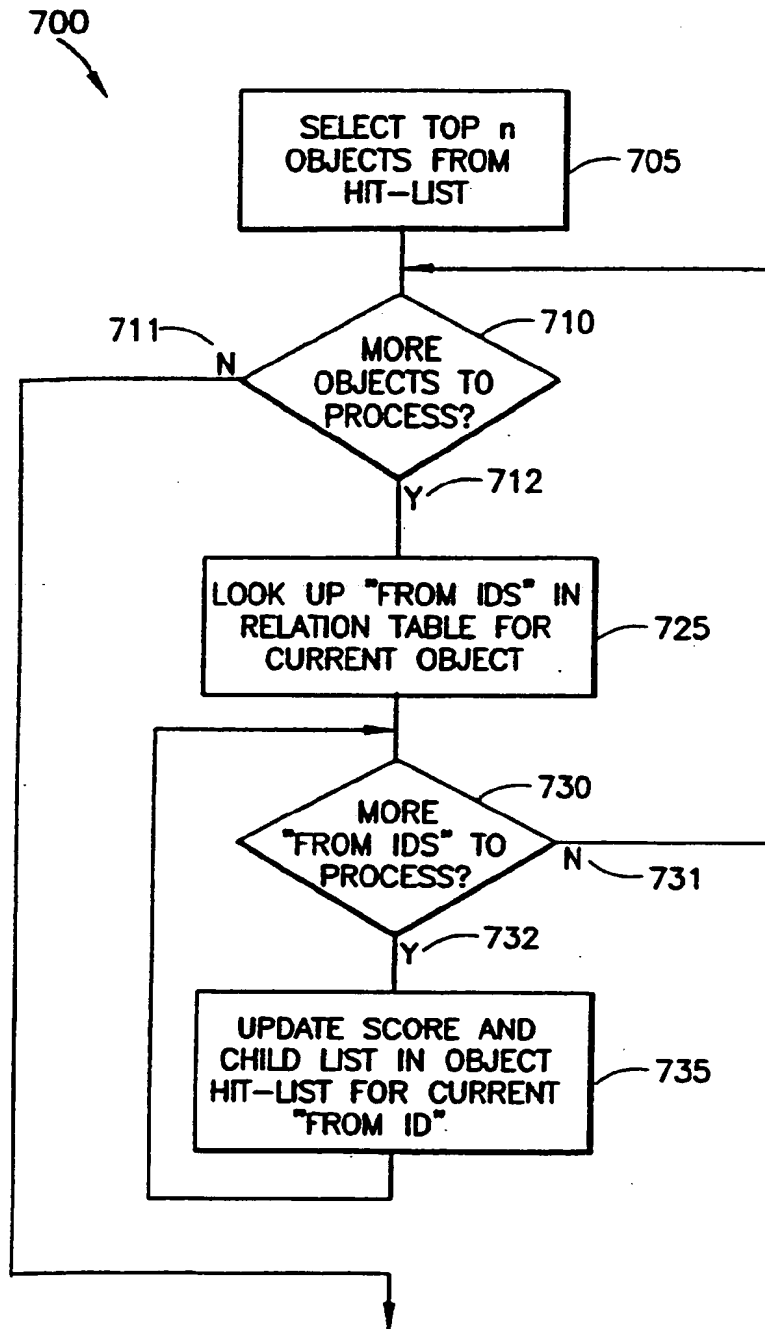 700
SELECT TOP n
OBJECTS FROM
HIT-LIST
705
711
N
710
MORE
OBJECTS TO
PROCESS?
Y
712
LOOK UP "FROM IDS" IN
RELATION TABLE FOR
CURRENT OBJECT
725
730
MORE
"FROM IDS" TO
PROCESS?
N
731
Y
732
UPDATE SCORE AND
CHILD LIST IN OBJECT
HIT-LIST FOR CURRENT
"FROM ID"
735